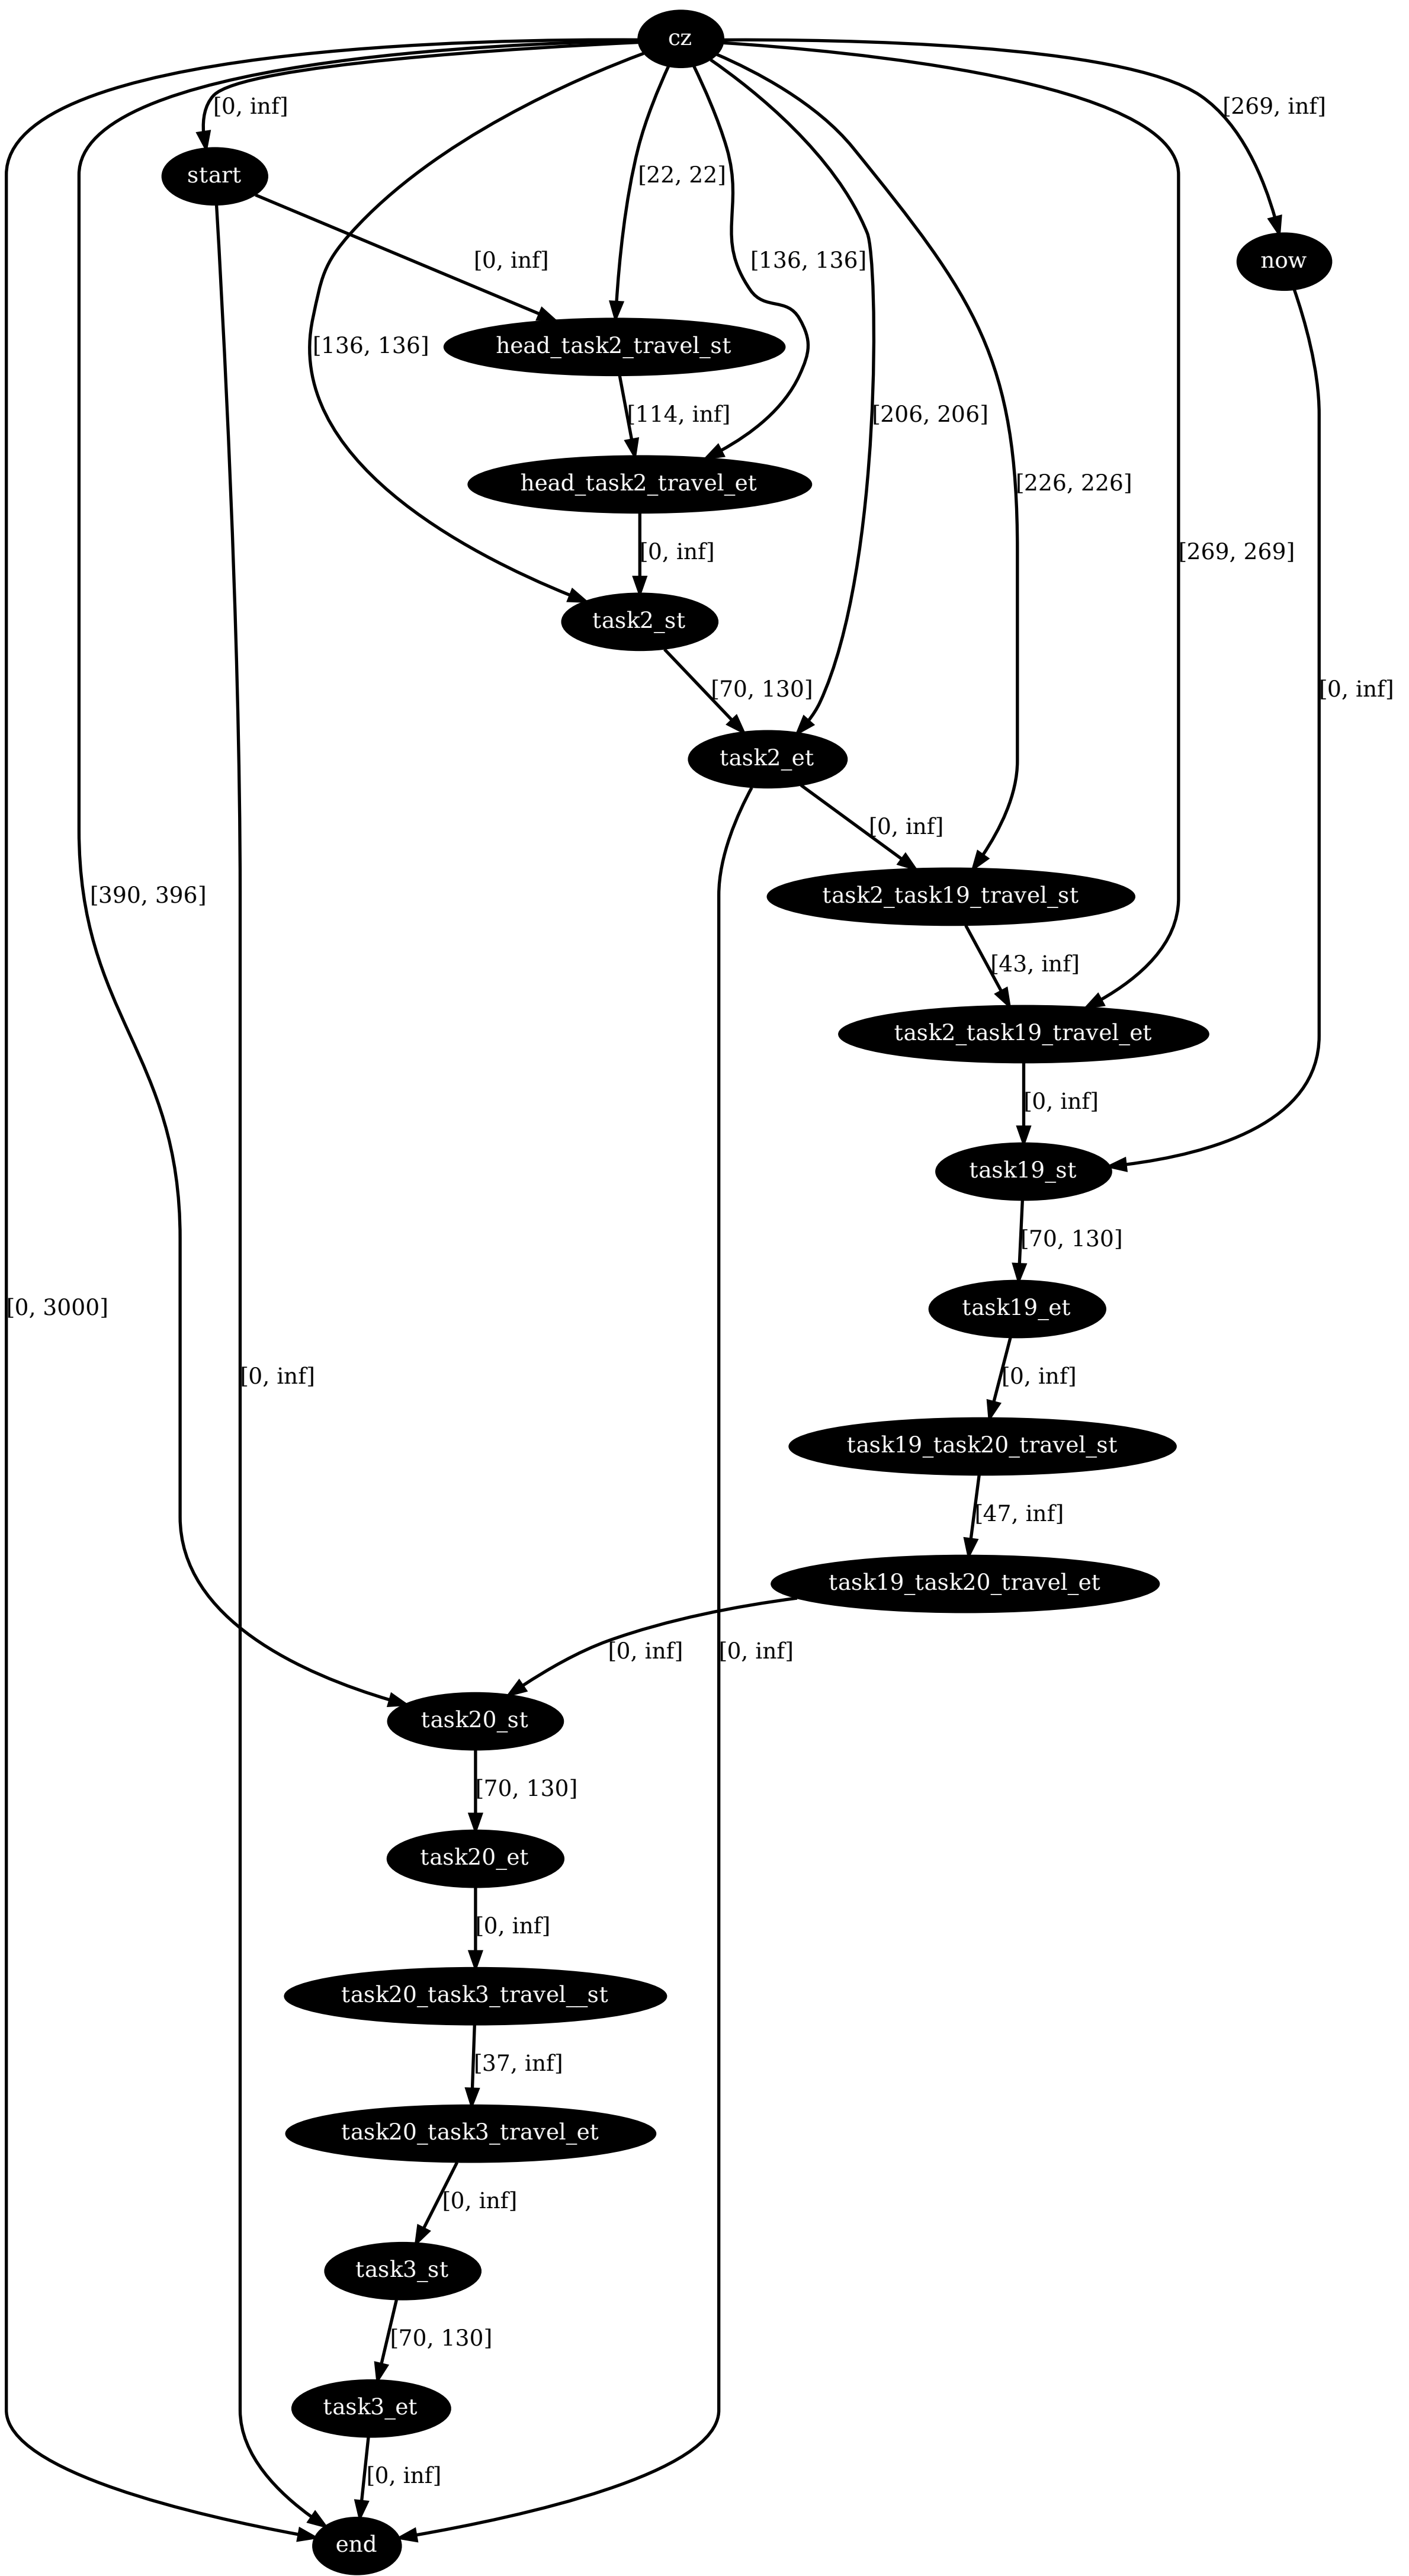 cz
[0, inf]
[269, inf]
start
[22, 22]
now
[0, inf]
[136, 136]
[136, 136]
head_task2_travel_st
[114, inf]
[206, 206]
head_task2_travel_et
[226, 226]
[0, inf]
[269, 269]
task2_st
[70, 130]
[0, inf]
task2_et
[0, inf]
[390, 396]
task2_task19_travel_st
[43, inf]
task2_task19_travel_et
[0, inf]
task19_st
[70, 130]
[0, 3000]
task19_et
[0, inf]
[0, inf]
task19_task20_travel_st
[47, inf]
task19_task20_travel_et
[0, inf]
[0, inf]
task20_st
[70, 130]
task20_et
[0, inf]
task20_task3_travel__st
[37, inf]
task20_task3_travel_et
[0, inf]
task3_st
[70, 130]
task3_et
[0, inf]
end